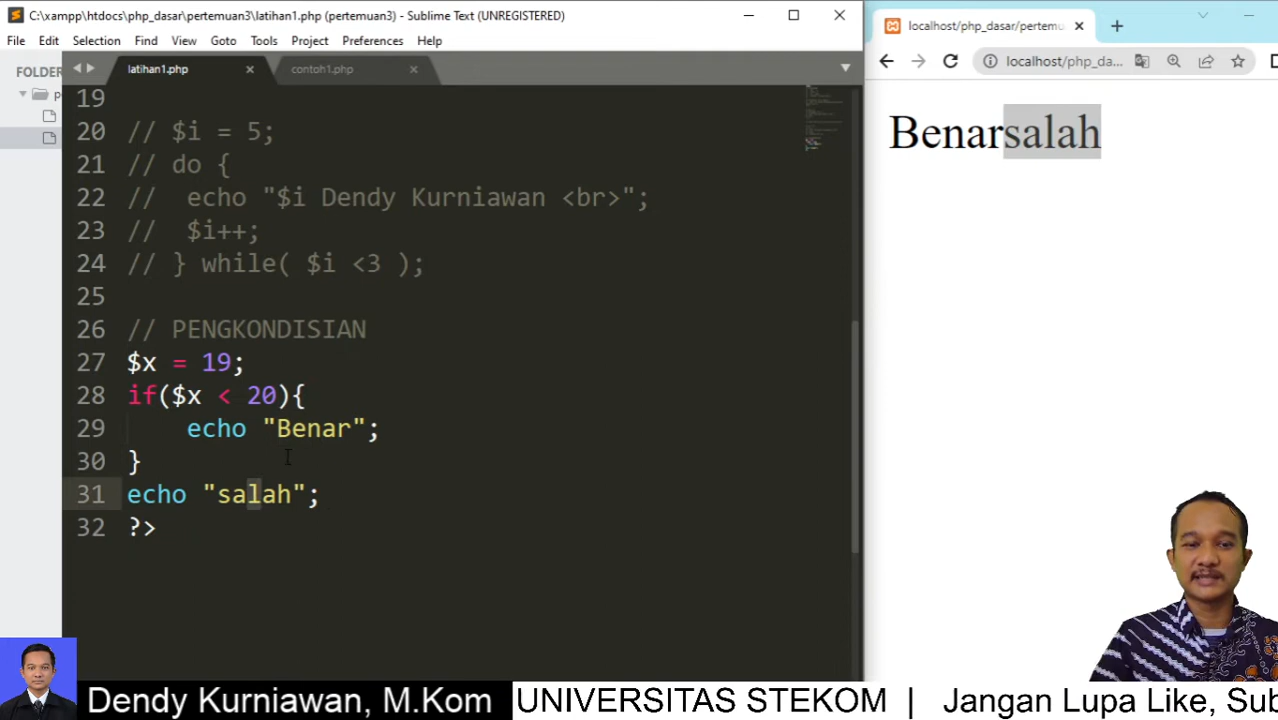 C:\xampp\htdocs\php_dasar\pertemuan3\latihan1.php (pertemuan3) - Sublime Text (UNREGISTERED)
File Edit Selection Find View Goto Tools Project Preferences Help
FOLDER
latihan1.php
contoh1.php
p
19
20 // $i = 5;
21 // do {
22 //  echo "$i Dendy Kurniawan <br>";
23 //  $i++;
24 // } while( $i <3 );
25
26 // PENGKONDISIAN
27 $x = 19;
28 if($x < 20){
29     echo "Benar";
30 }
31 echo "salah";
32 ?>
localhost/php_dasar/pertemu
localhost/php_da...
Benarsalah
Dendy Kurniawan, M.Kom
UNIVERSITAS STEKOM | Jangan Lupa Like, Sub